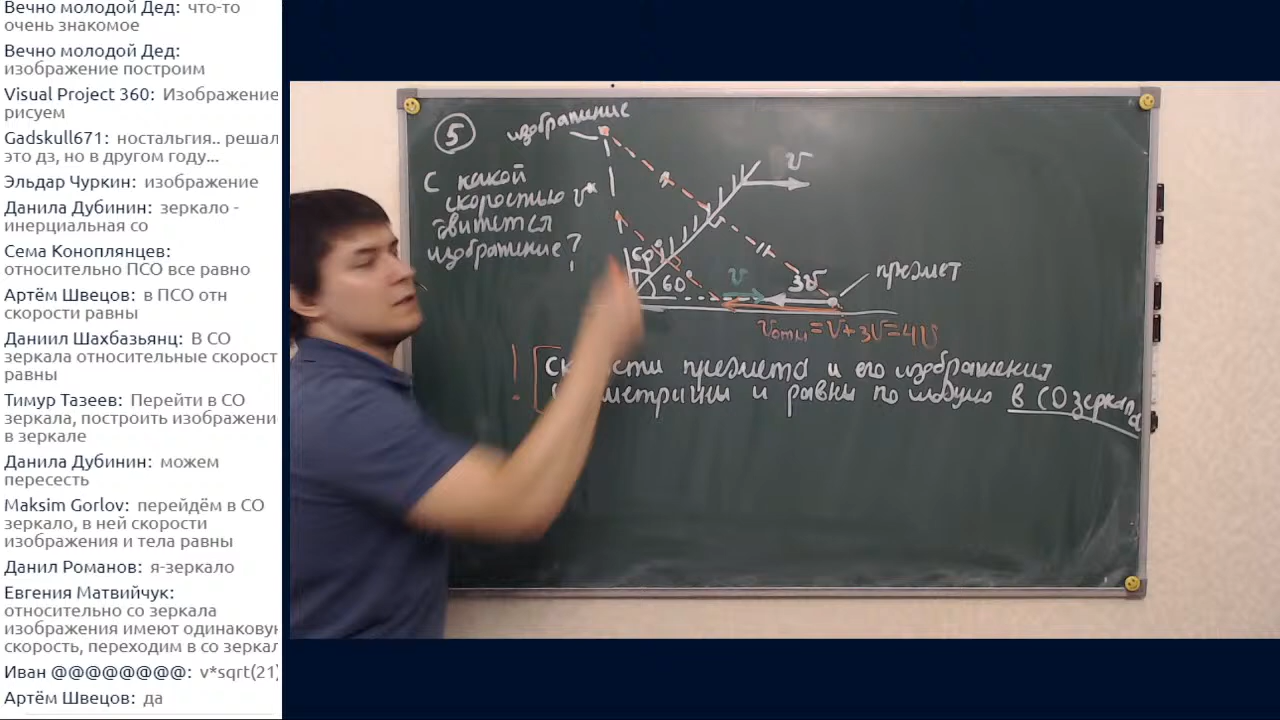 Вечно молодой Дед: что-то
очень знакомое
Вечно молодой Дед:
изображение построим
Visual Project 360: Изображение
рисуем
Gadskull671: ностальгия.. решал
это дз, но в другом году...
Эльдар Чуркин: изображение
Данила Дубинин: зеркало -
инерциальная со
Сема Коноплянцев:
относительно ПСО все равно
Артём Швецов: в ПСО отн
скорости равны
Даниил Шахбазьянц: В СО
зеркала относительные скорост
равны
Тимур Тазеев: Перейти в СО
зеркала, построить изображени
в зеркале
Данила Дубинин: можем
пересесть
Maksim Gorlov: перейдём в СО
зеркало, в ней скорости
изображения и тела равны
Данил Романов: я-зеркало
Евгения Матвийчук:
относительно со зеркала
изображения имеют одинакову
скорость, переходим в со зеркал
Иван @@@@@@@@: v*sqrt(21)
Артём Швецов: да
5
изображение
С какой
скоростью v*
двигется
изображение?
v
60°
60°
v
3v
предмет
vотн=v+3v=4v
! Скорости предмета и его изображения
метричны и равны по модулю в СО зеркала